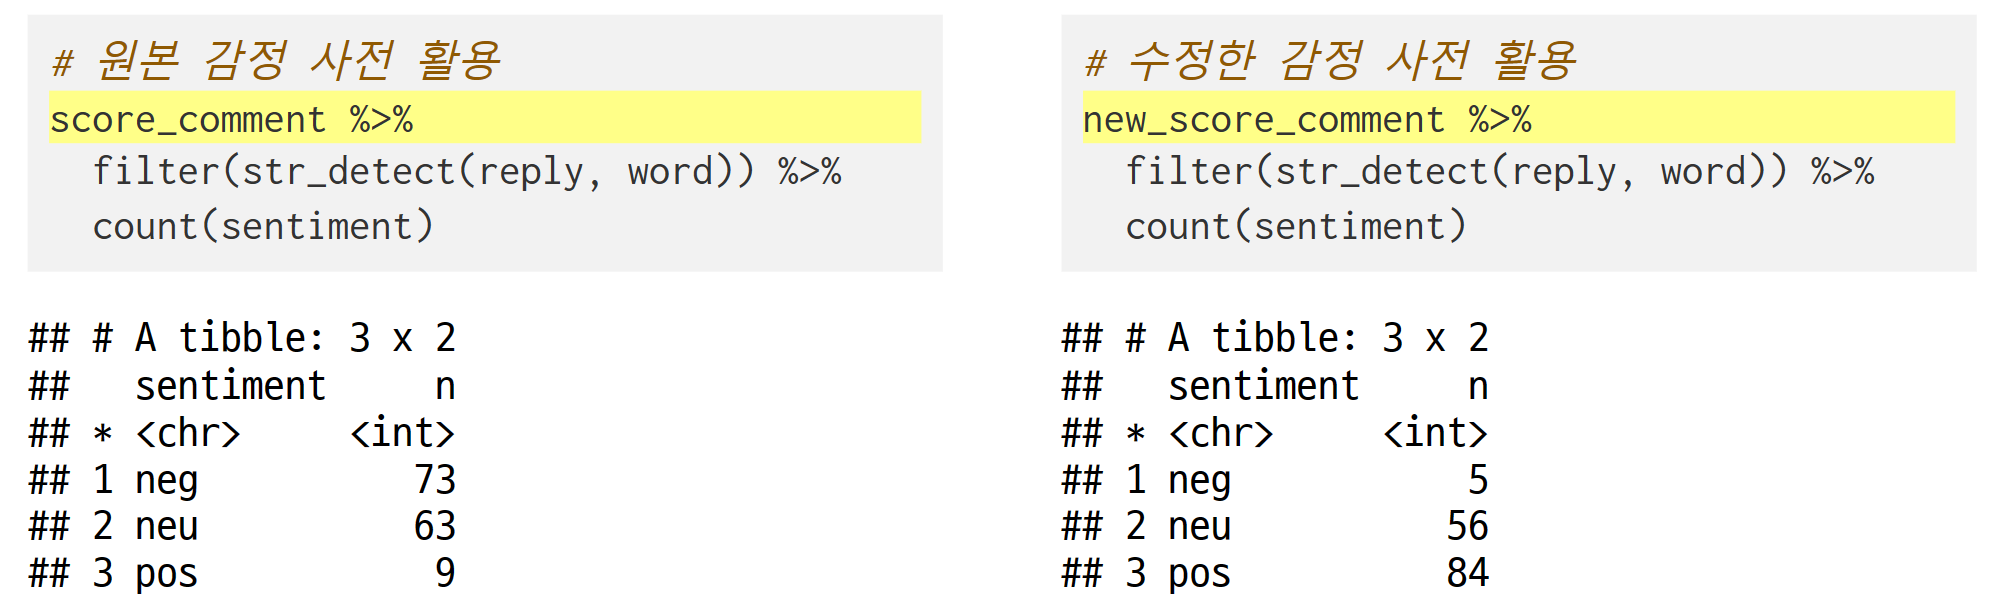 # 원본 감정 사전 활용
score_comment %>%
  filter(str_detect(reply, word)) %>%
  count(sentiment)
## # A tibble: 3 x 2
##   sentiment     n
## * <chr>     <int>
## 1 neg          73
## 2 neu          63
## 3 pos           9
# 수정한 감정 사전 활용
new_score_comment %>%
  filter(str_detect(reply, word)) %>%
  count(sentiment)
## # A tibble: 3 x 2
##   sentiment     n
## * <chr>     <int>
## 1 neg           5
## 2 neu          56
## 3 pos          84